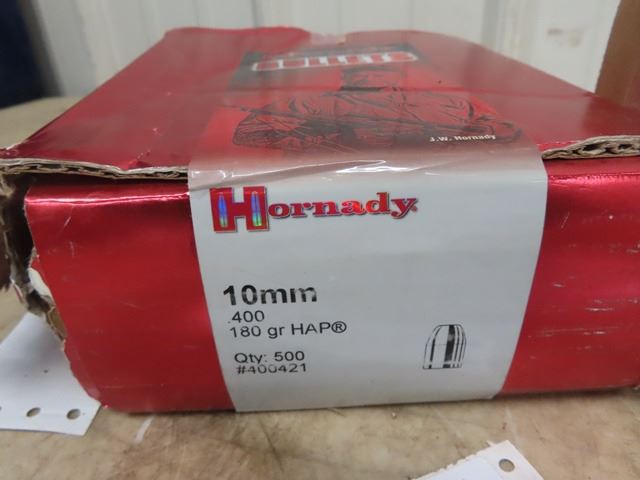 J.W. Hornady
Hornady
10mm
.400
180 gr HAP®
Qty: 500
#400421